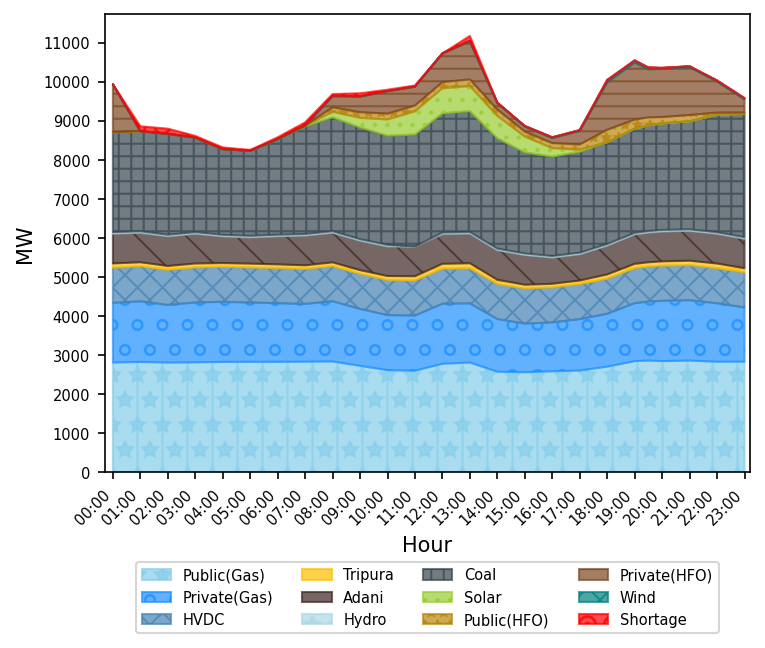 11000
10000
9000
8000
7000
6000
5000
4000
3000
2000
1000
0
MW
00:00 01:00 02:00 03:00 04:00 05:00 06:00 07:00 08:00 09:00 10:00 11:00 12:00 13:00 14:00 15:00 16:00 17:00 18:00 19:00 20:00 21:00 22:00 23:00
Hour
Public(Gas) Tripura Coal Private(HFO)
Private(Gas) Adani Solar Wind
HVDC Hydro Public(HFO) Shortage